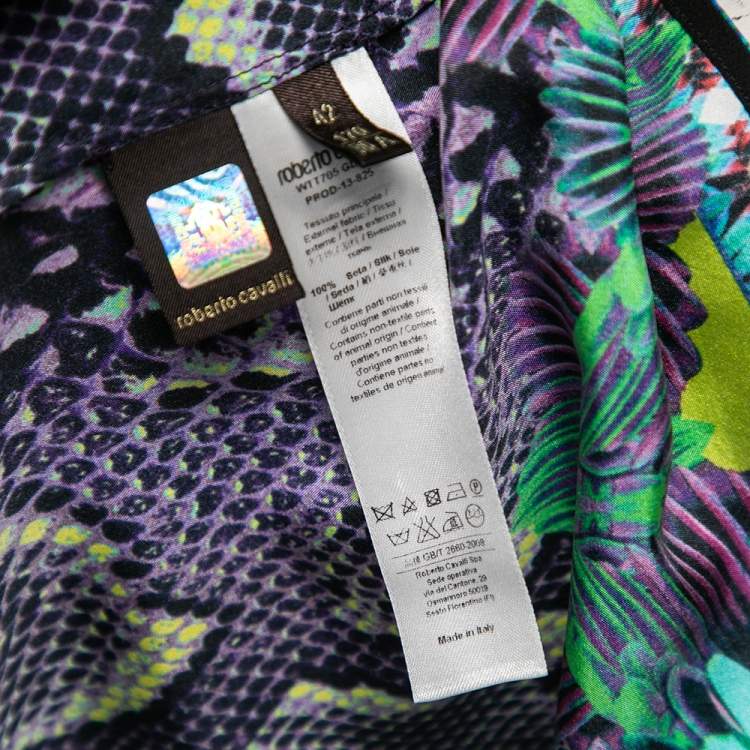 42
roberto cavalli
roberto
WTT705
PROD-13-825
Tessuto principale /
External fabric / Tissu
externe / Tela externa /
100% Seta / Silk / Soie
/ Seda /
Шелк
Contiene parti non tessili
di origine animale /
Contains non-textile parts
of animal origin /
parties non textiles
d'origine animale /
Contiene partes no
textiles de origen animal
GB/T 2660-2008
Roberto Cavalli Spa
Sede operativa
via del Cantone, 29
Osmannoro 50019
Sesto Fiorentino (FI)
Made in Italy